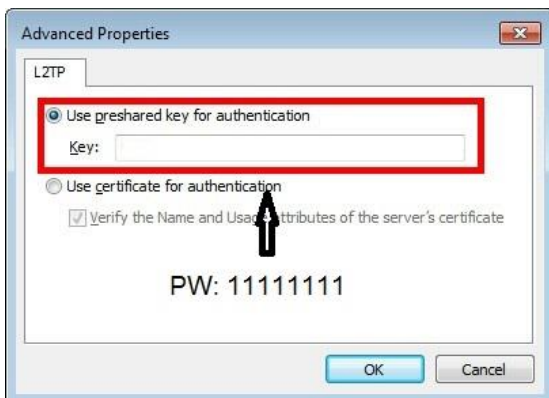 Advanced Properties
L2TP
Use preshared key for authentication
Key:
Use certificate for authentication
Verify the Name and Usage attributes of the server's certificate
PW: 11111111
OK Cancel